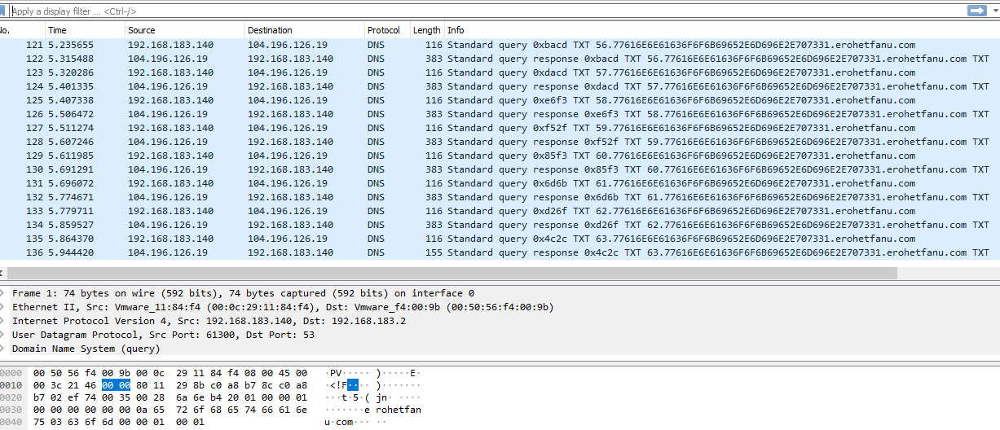 Apply a display filter ... <Ctrl-/>
No. Time Source Destination Protocol Length Info
121 5.235655 192.168.183.140 104.196.126.19 DNS 116 Standard query 0xbacd TXT 56.77616E6E61636F6F6B69652E6D696E2E707331.erohetfanu.com
122 5.315488 104.196.126.19 192.168.183.140 DNS 383 Standard query response 0xbacd TXT 56.77616E6E61636F6F6B69652E6D696E2E707331.erohetfanu.com TXT
123 5.320286 192.168.183.140 104.196.126.19 DNS 116 Standard query 0xdacd TXT 57.77616E6E61636F6F6B69652E6D696E2E707331.erohetfanu.com
124 5.401335 104.196.126.19 192.168.183.140 DNS 383 Standard query response 0xdacd TXT 57.77616E6E61636F6F6B69652E6D696E2E707331.erohetfanu.com TXT
125 5.407338 192.168.183.140 104.196.126.19 DNS 116 Standard query 0xe6f3 TXT 58.77616E6E61636F6F6B69652E6D696E2E707331.erohetfanu.com
126 5.506472 104.196.126.19 192.168.183.140 DNS 383 Standard query response 0xe6f3 TXT 58.77616E6E61636F6F6B69652E6D696E2E707331.erohetfanu.com TXT
127 5.511274 192.168.183.140 104.196.126.19 DNS 116 Standard query 0xf52f TXT 59.77616E6E61636F6F6B69652E6D696E2E707331.erohetfanu.com
128 5.607246 104.196.126.19 192.168.183.140 DNS 383 Standard query response 0xf52f TXT 59.77616E6E61636F6F6B69652E6D696E2E707331.erohetfanu.com TXT
129 5.611985 192.168.183.140 104.196.126.19 DNS 116 Standard query 0x85f3 TXT 60.77616E6E61636F6F6B69652E6D696E2E707331.erohetfanu.com
130 5.691291 104.196.126.19 192.168.183.140 DNS 383 Standard query response 0x85f3 TXT 60.77616E6E61636F6F6B69652E6D696E2E707331.erohetfanu.com TXT
131 5.696072 192.168.183.140 104.196.126.19 DNS 116 Standard query 0x6d6b TXT 61.77616E6E61636F6F6B69652E6D696E2E707331.erohetfanu.com
132 5.774671 104.196.126.19 192.168.183.140 DNS 383 Standard query response 0x6d6b TXT 61.77616E6E61636F6F6B69652E6D696E2E707331.erohetfanu.com TXT
133 5.779711 192.168.183.140 104.196.126.19 DNS 116 Standard query 0xd26f TXT 62.77616E6E61636F6F6B69652E6D696E2E707331.erohetfanu.com
134 5.859527 104.196.126.19 192.168.183.140 DNS 383 Standard query response 0xd26f TXT 62.77616E6E61636F6F6B69652E6D696E2E707331.erohetfanu.com TXT
135 5.864370 192.168.183.140 104.196.126.19 DNS 116 Standard query 0x4c2c TXT 63.77616E6E61636F6F6B69652E6D696E2E707331.erohetfanu.com
136 5.944420 104.196.126.19 192.168.183.140 DNS 155 Standard query response 0x4c2c TXT 63.77616E6E61636F6F6B69652E6D696E2E707331.erohetfanu.com TXT
Frame 1: 74 bytes on wire (592 bits), 74 bytes captured (592 bits) on interface 0
Ethernet II, Src: Vmware_11:84:f4 (00:0c:29:11:84:f4), Dst: Vmware_f4:00:9b (00:50:56:f4:00:9b)
Internet Protocol Version 4, Src: 192.168.183.140, Dst: 192.168.183.2
User Datagram Protocol, Src Port: 61300, Dst Port: 53
Domain Name System (query)
0000 00 50 56 f4 00 9b 00 0c 29 11 84 f4 08 00 45 00 ·PV·····)·····E·
0010 00 3c 21 46 00 00 80 11 29 8b c0 a8 b7 8c c0 a8 ·<!F····)·······
0020 b7 02 ef 74 00 35 00 28 6a 6e b4 20 01 00 00 01 ···t·5·(jn· ····
0030 00 00 00 00 00 00 0a 65 72 6f 68 65 74 66 61 6e ·······e rohetfan
0040 75 03 63 6f 6d 00 00 01 00 01 u·com·····